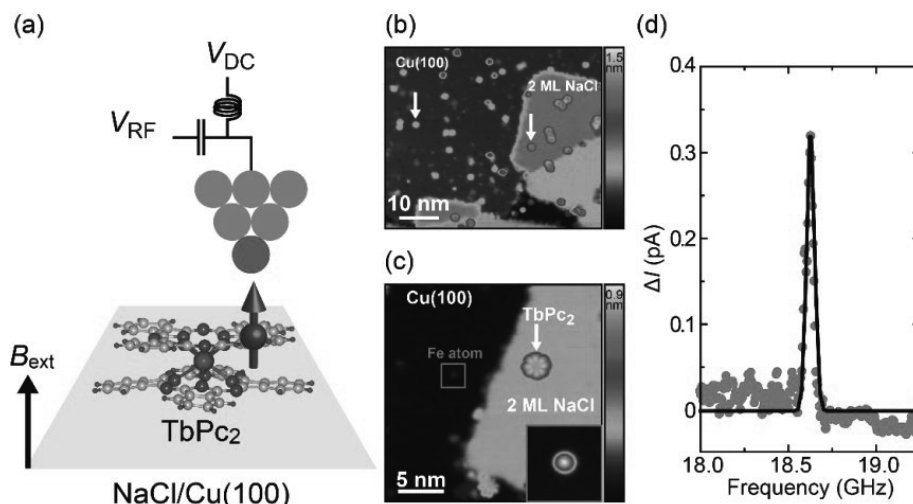 (a)
V_DC
V_RF
B_ext
TbPc₂
NaCl/Cu(100)
(b)
Cu(100)
2 ML NaCl
10 nm
1.5
nm
(c)
Cu(100)
TbPc₂
Fe atom
2 ML NaCl
5 nm
0.9
nm
(d)
0.4
0.3
0.2
0.1
0
ΔI (pA)
18.0 18.5 19.0
Frequency (GHz)